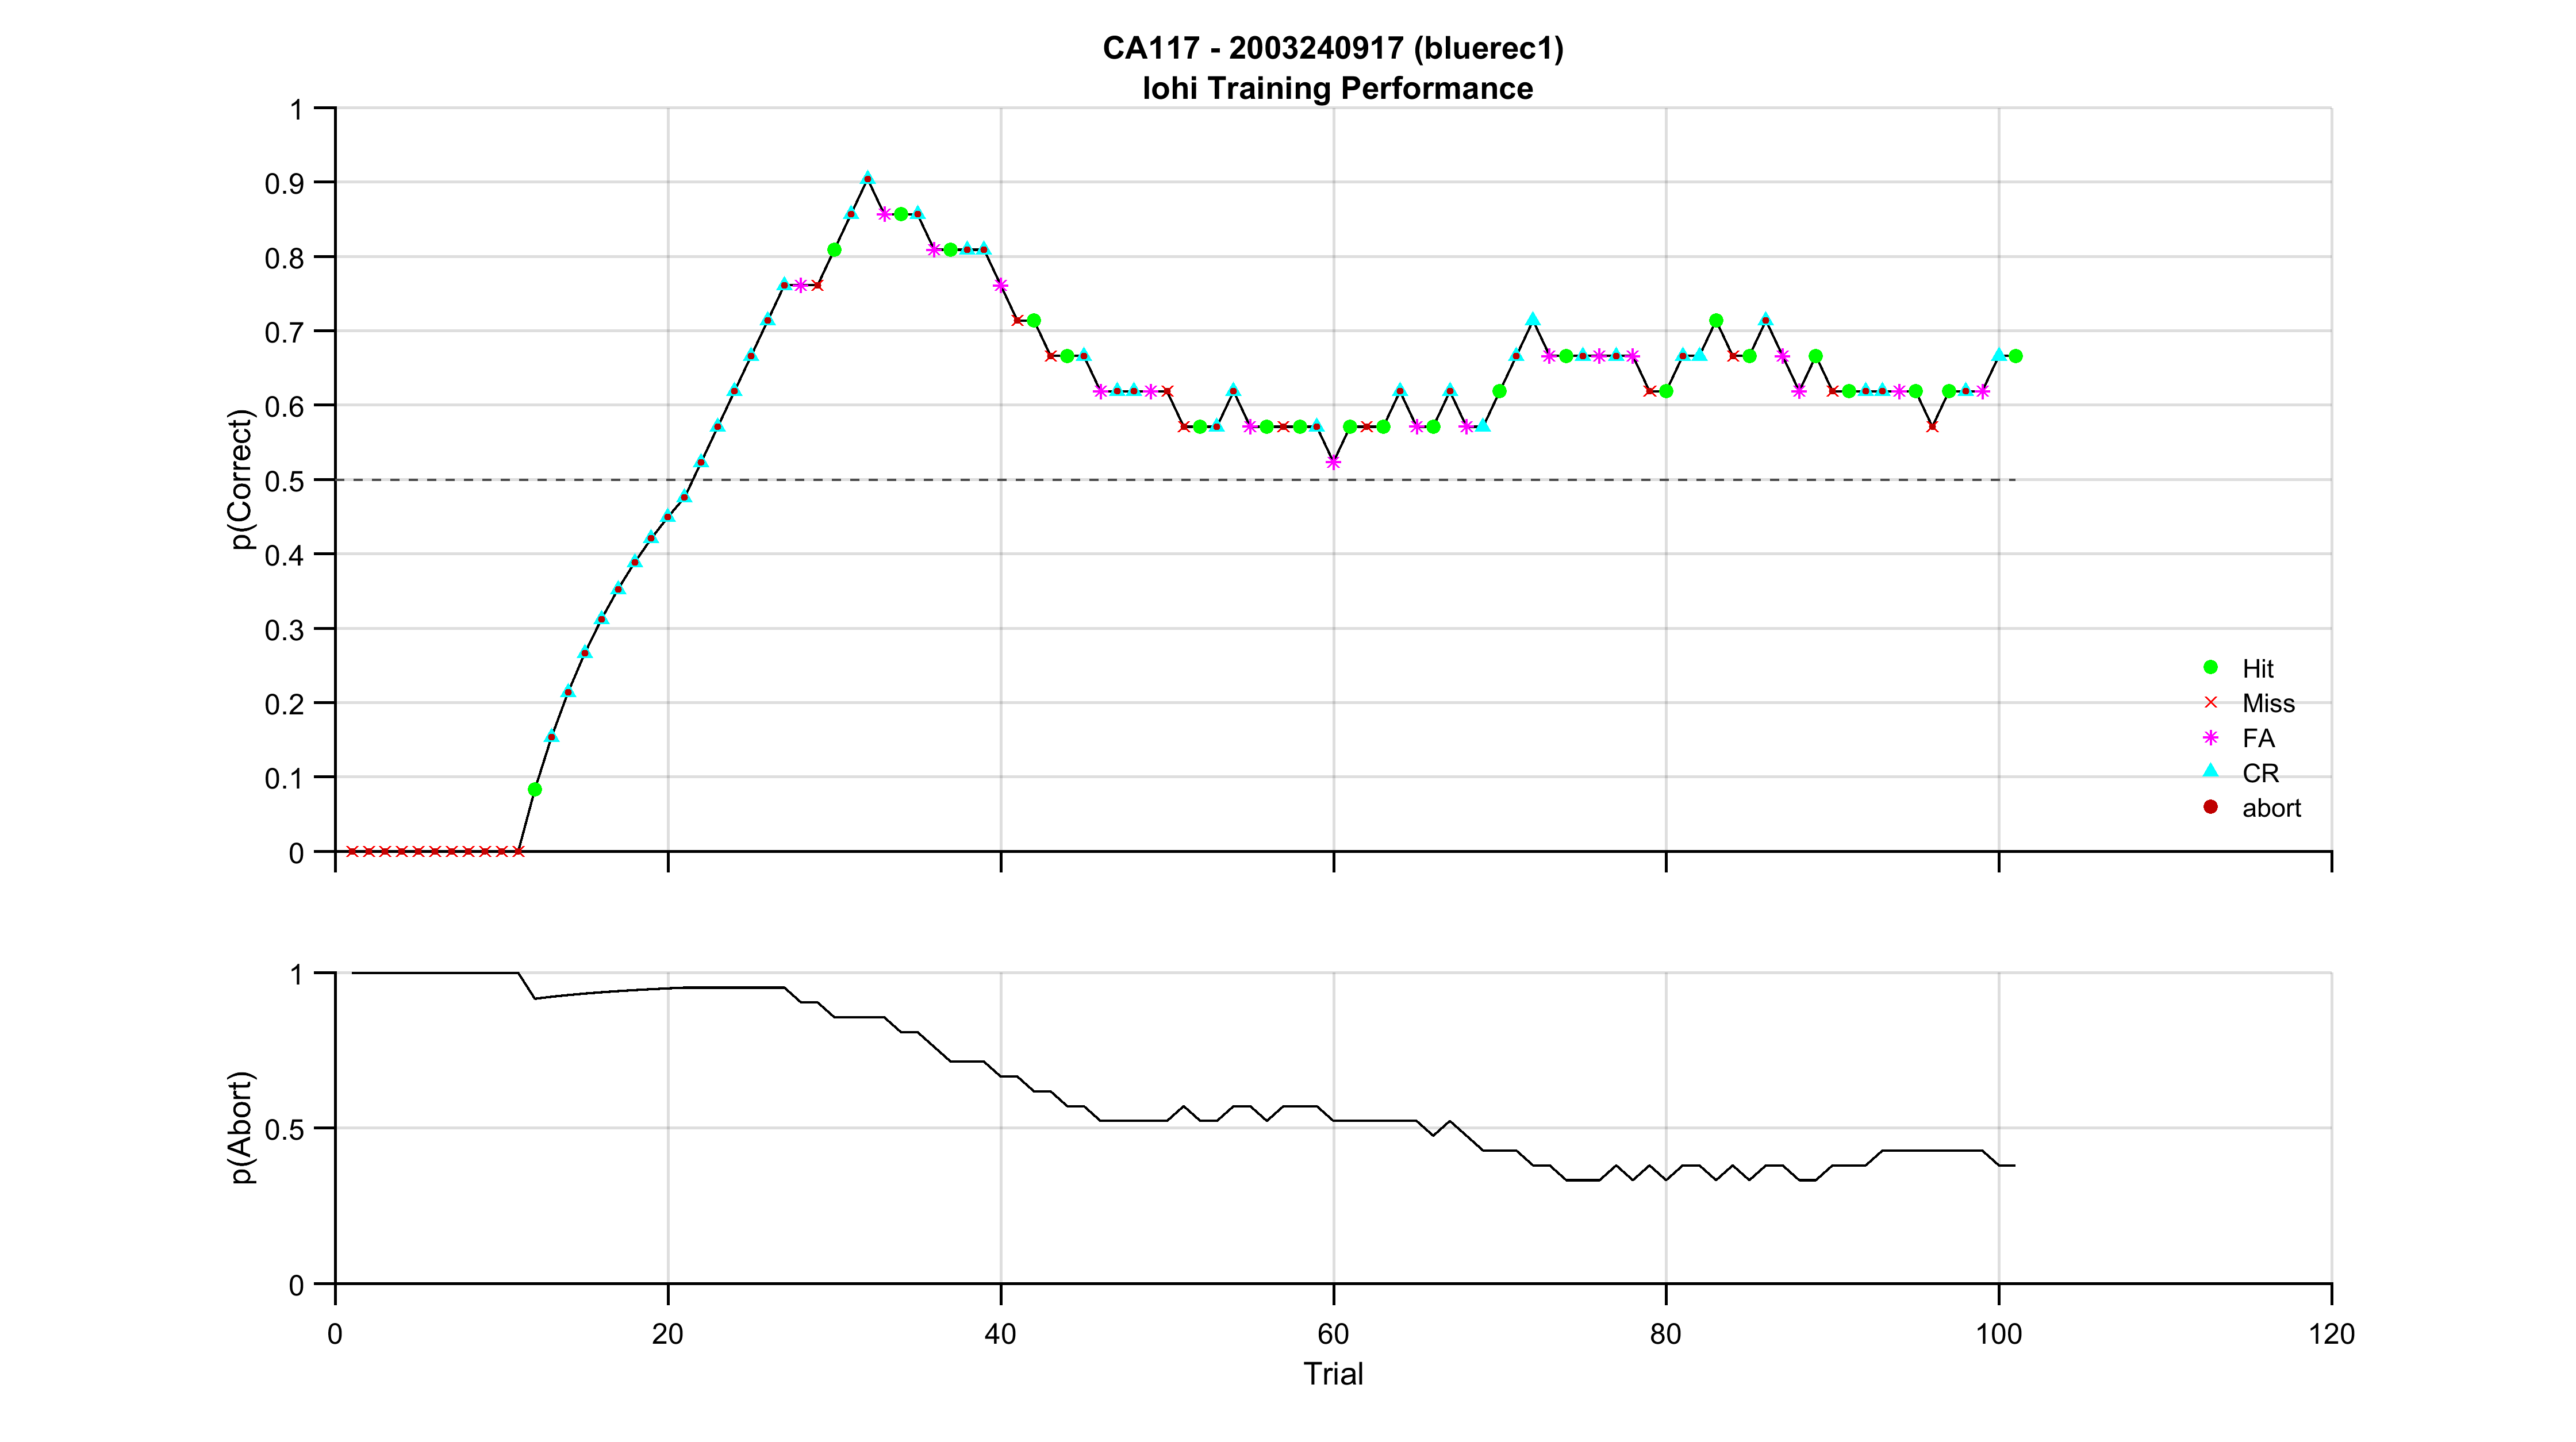 CA117 - 2003240917 (bluerec1)
lohi Training Performance
p(Correct)
1
0.9
0.8
0.7
0.6
0.5
0.4
0.3
0.2
0.1
0
Hit
Miss
FA
CR
abort
p(Abort)
1
0.5
0
0 20 40 60 80 100 120
Trial